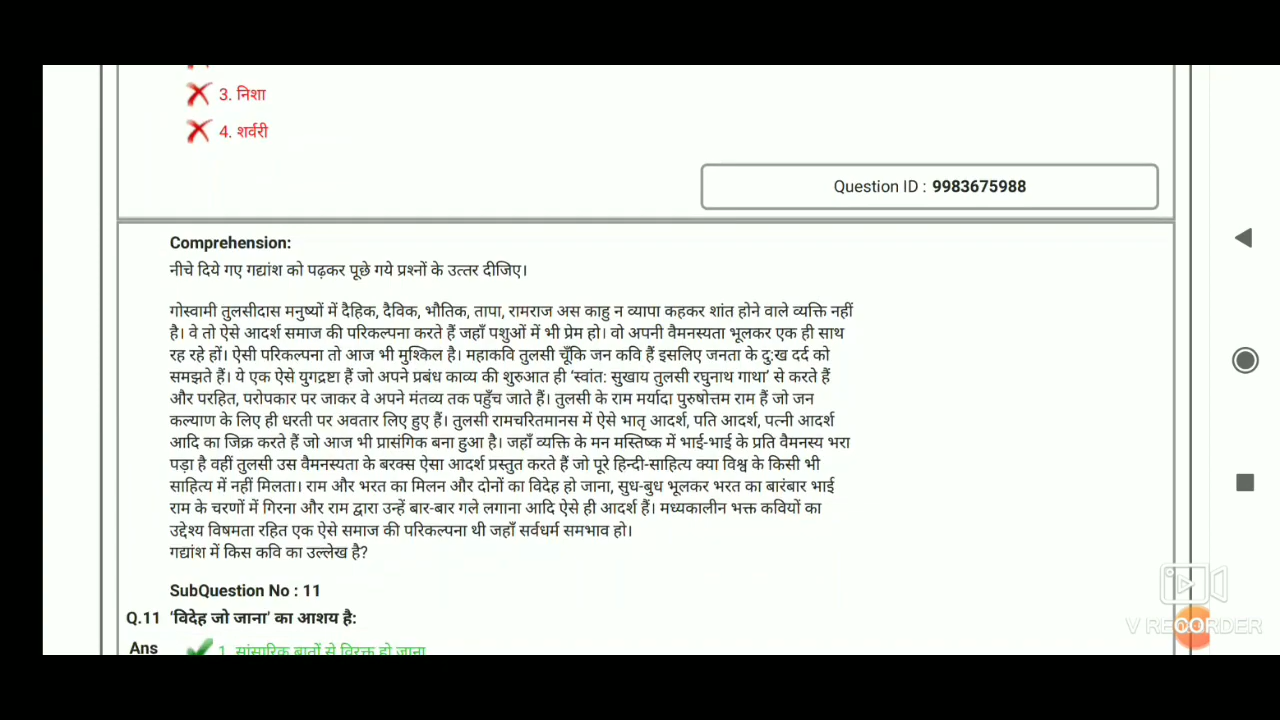 3. निशा
4. शर्वरी
Question ID : 9983675988
Comprehension:
नीचे दिये गए गद्यांश को पढ़कर पूछे गये प्रश्नों के उत्तर दीजिए।
गोस्वामी तुलसीदास मनुष्यों में दैहिक, दैविक, भौतिक, तापा, रामराज अस काहु न व्यापा कहकर शांत होने वाले व्यक्ति नहीं
है। वे तो ऐसे आदर्श समाज की परिकल्पना करते हैं जहाँ पशुओं में भी प्रेम हो। वो अपनी वैमनस्यता भूलकर एक ही साथ
रह रहे हों। ऐसी परिकल्पना तो आज भी मुश्किल है। महाकवि तुलसी चूँकि जन कवि हैं इसलिए जनता के दु:ख दर्द को
समझते हैं। ये एक ऐसे युगद्रष्टा हैं जो अपने प्रबंध काव्य की शुरुआत ही ‘स्वांत: सुखाय तुलसी रघुनाथ गाथा’ से करते हैं
और परहित, परोपकार पर जाकर वे अपने मंतव्य तक पहुँच जाते हैं। तुलसी के राम मर्यादा पुरुषोत्तम राम हैं जो जन
कल्याण के लिए ही धरती पर अवतार लिए हुए हैं। तुलसी रामचरितमानस में ऐसे भातृ आदर्श, पति आदर्श, पत्नी आदर्श
आदि का जिक्र करते हैं जो आज भी प्रासंगिक बना हुआ है। जहाँ व्यक्ति के मन मस्तिष्क में भाई-भाई के प्रति वैमनस्य भरा
पड़ा है वहीं तुलसी उस वैमनस्यता के बरक्स ऐसा आदर्श प्रस्तुत करते हैं जो पूरे हिन्दी-साहित्य क्या विश्व के किसी भी
साहित्य में नहीं मिलता। राम और भरत का मिलन और दोनों का विदेह हो जाना, सुध-बुध भूलकर भरत का बारंबार भाई
राम के चरणों में गिरना और राम द्वारा उन्हें बार-बार गले लगाना आदि ऐसे ही आदर्श हैं। मध्यकालीन भक्त कवियों का
उद्देश्य विषमता रहित एक ऐसे समाज की परिकल्पना थी जहाँ सर्वधर्म समभाव हो।
गद्यांश में किस कवि का उल्लेख है?
SubQuestion No : 11
Q.11 ‘विदेह जो जाना’ का आशय है:
Ans 1. सांसारिक बातों से विरक्त हो जाना
V RECORDER